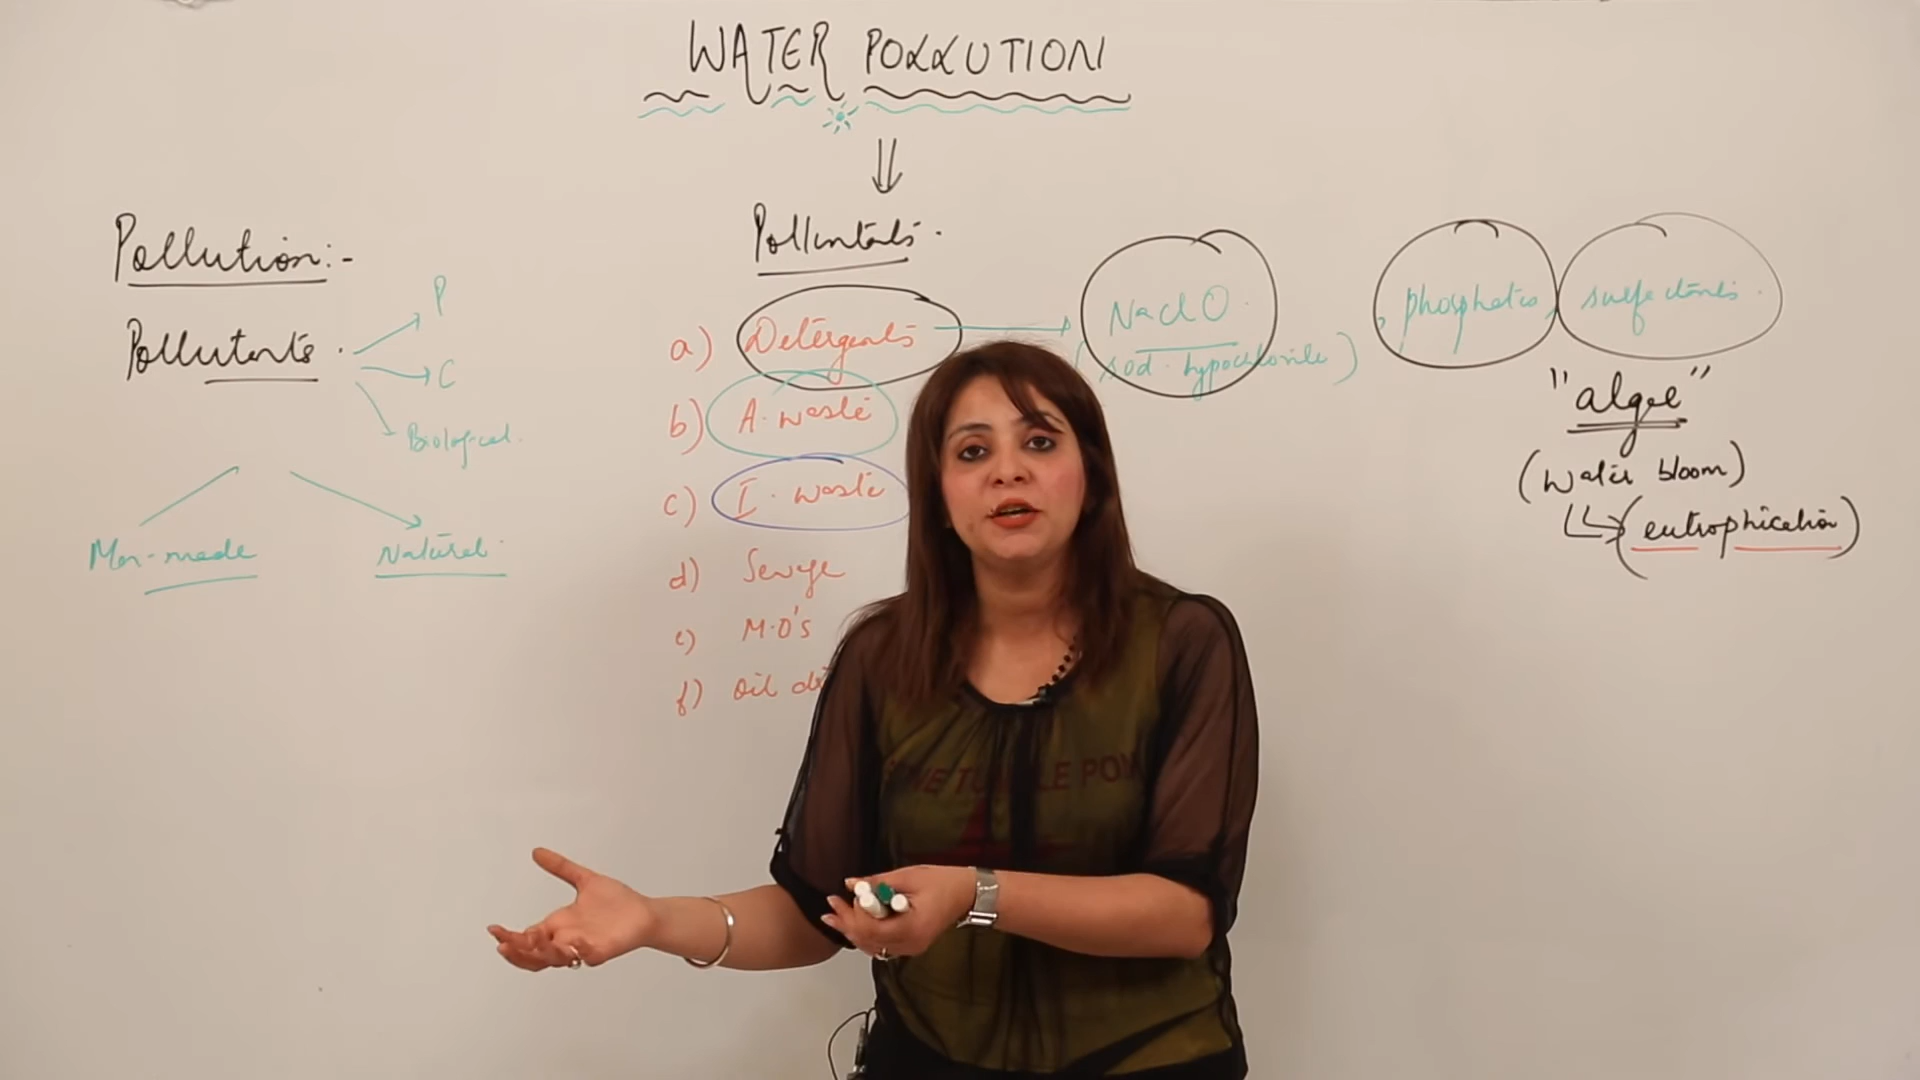 WATER POLLUTION
Pollution:-
Pollutants.
P
C
Biological.
Man-made
Natural.
Pollutants.
a) Detergents
b) A. waste
c) I. waste
d) Sewage
e) M.O's
f) Oil
NaClO.
(sod. hypochlorite)
, phosphates, surfectants.
"algae"
(water bloom)
(eutrophication)